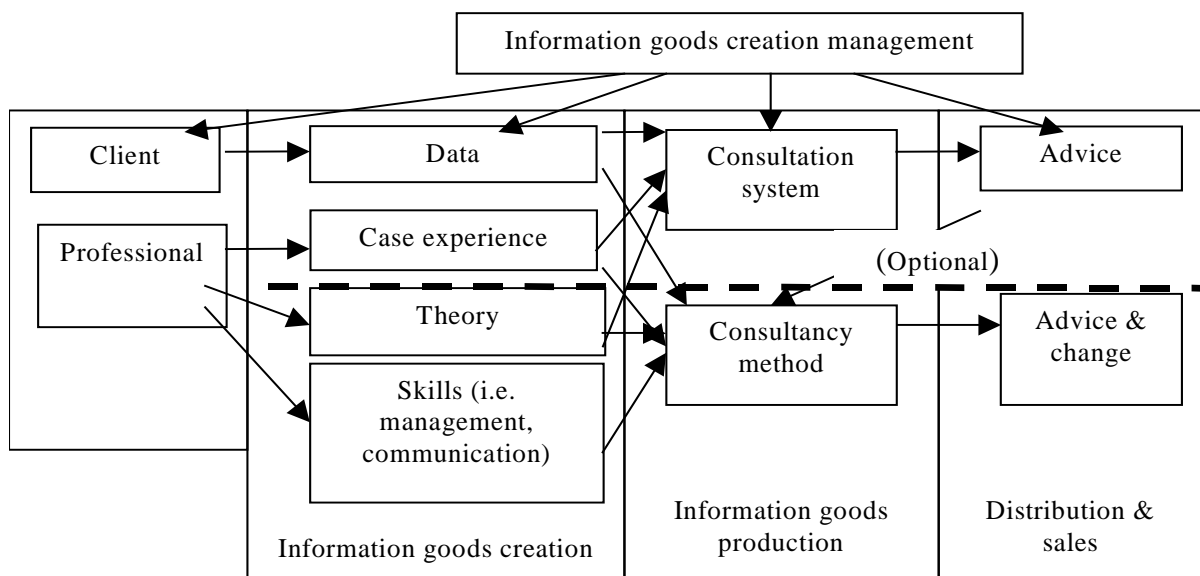 Information goods creation management
Client
Data
Consultation
system
Advice
Professional
Case experience
(Optional)
Theory
Consultancy
method
Advice &
change
Skills (i.e.
management,
communication)
Information goods creation
Information goods
production
Distribution &
sales